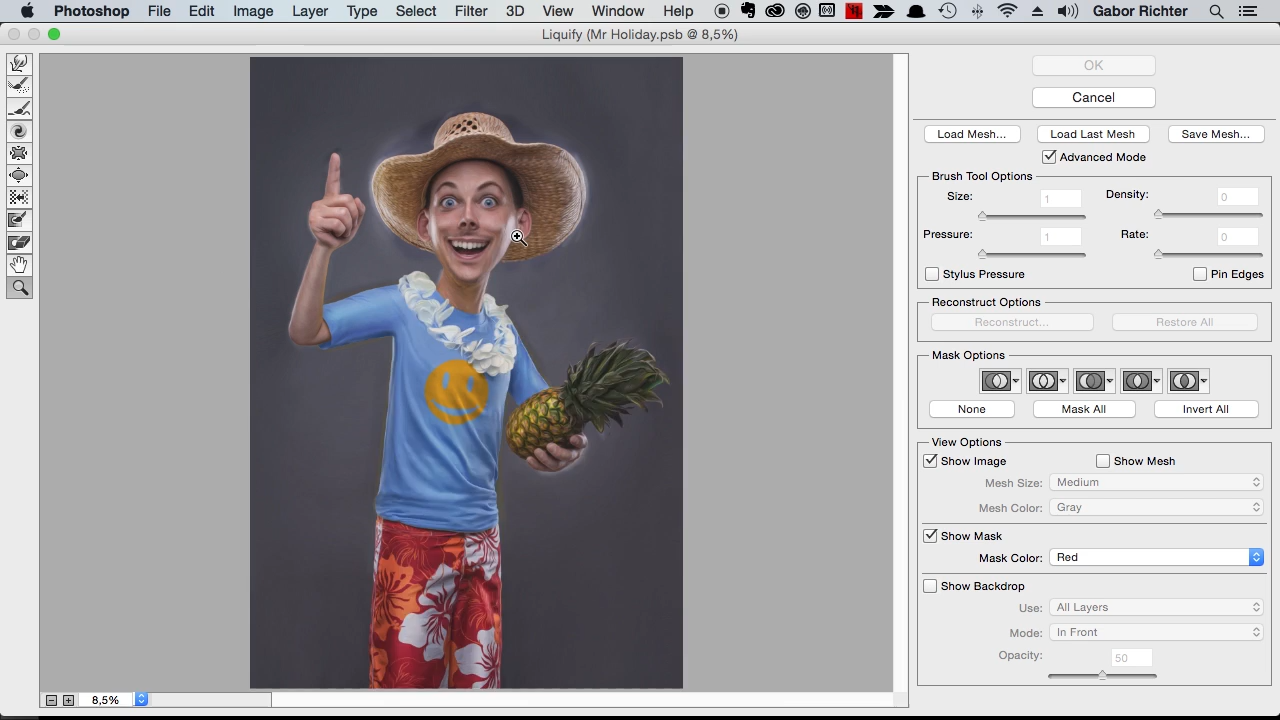 Photoshop File Edit Image Layer Type Select Filter 3D View Window Help Gabor Richter
Liquify (Mr Holiday.psb @ 8,5%)
OK
Cancel
Load Mesh... Load Last Mesh Save Mesh...
Advanced Mode
Brush Tool Options
Size: 1 Density: 0
Pressure: 1 Rate: 0
Stylus Pressure Pin Edges
Reconstruct Options
Reconstruct... Restore All
Mask Options
None Mask All Invert All
View Options
Show Image Show Mesh
Mesh Size: Medium
Mesh Color: Gray
Show Mask
Mask Color: Red
Show Backdrop
Use: All Layers
Mode: In Front
Opacity: 50
8,5%